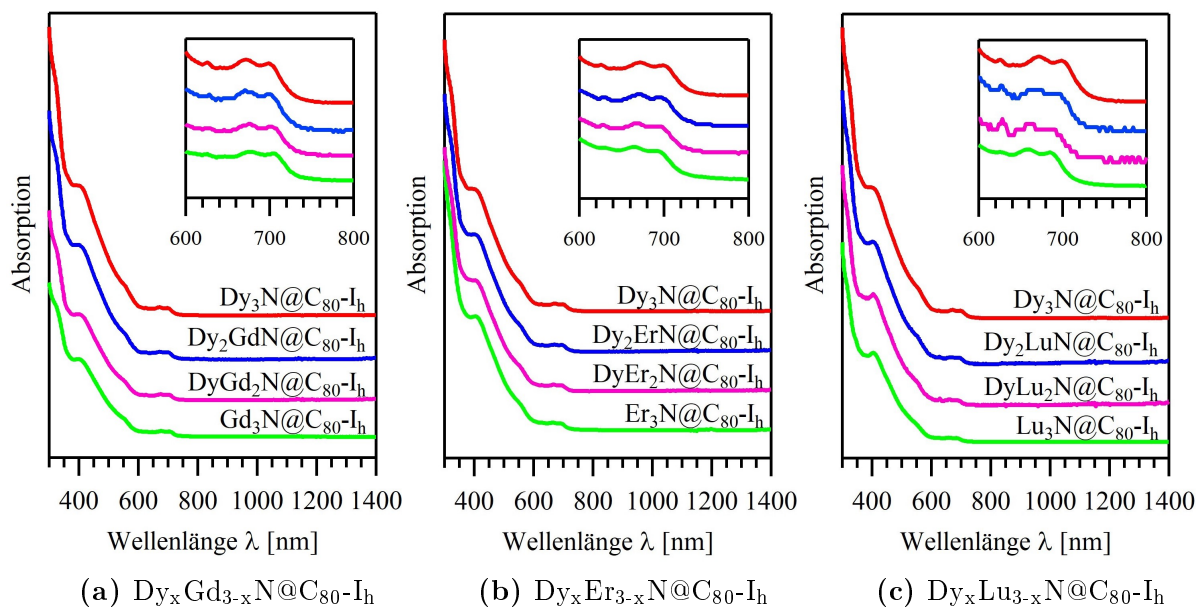 Absorption
600 700 800
Dy3N@C80-Ih
Dy2GdN@C80-Ih
DyGd2N@C80-Ih
Gd3N@C80-Ih
400 600 800 1000 1200 1400
Wellenlänge λ [nm]
(a) DyxGd3-xN@C80-Ih
Absorption
600 700 800
Dy3N@C80-Ih
Dy2ErN@C80-Ih
DyEr2N@C80-Ih
Er3N@C80-Ih
400 600 800 1000 1200 1400
Wellenlänge λ [nm]
(b) DyxEr3-xN@C80-Ih
Absorption
600 700 800
Dy3N@C80-Ih
Dy2LuN@C80-Ih
DyLu2N@C80-Ih
Lu3N@C80-Ih
400 600 800 1000 1200 1400
Wellenlänge λ [nm]
(c) DyxLu3-xN@C80-Ih